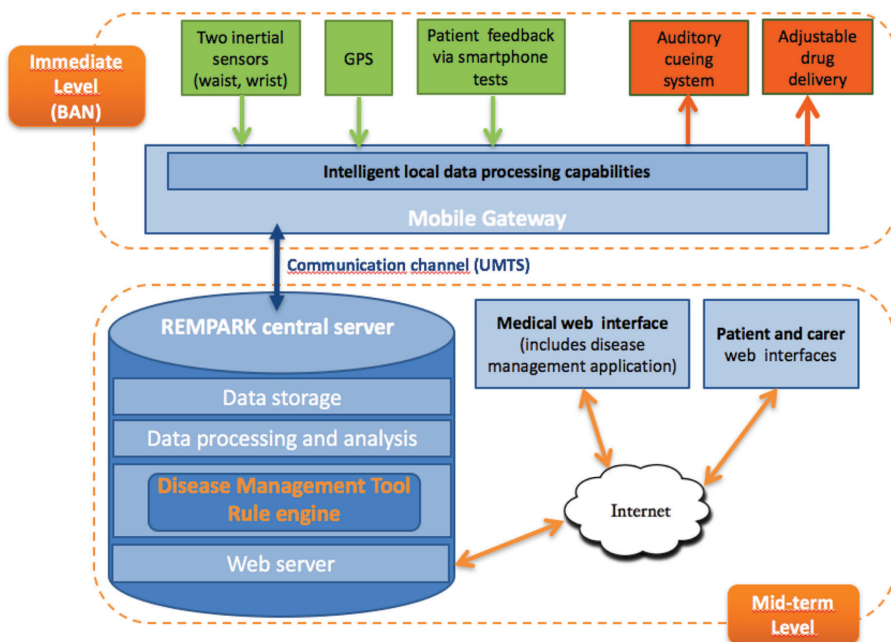 Immediate
Level
(BAN)
Two inertial
sensors
(waist, wrist)
GPS
Patient feedback
via smartphone
tests
Auditory
cueing
system
Adjustable
drug
delivery
Intelligent local data processing capabilities
Mobile Gateway
Communication channel (UMTS)
REMPARK central server
Data storage
Data processing and analysis
Disease Management Tool
Rule engine
Web server
Medical web interface
(includes disease
management application)
Patient and carer
web interfaces
Internet
Mid-term
Level